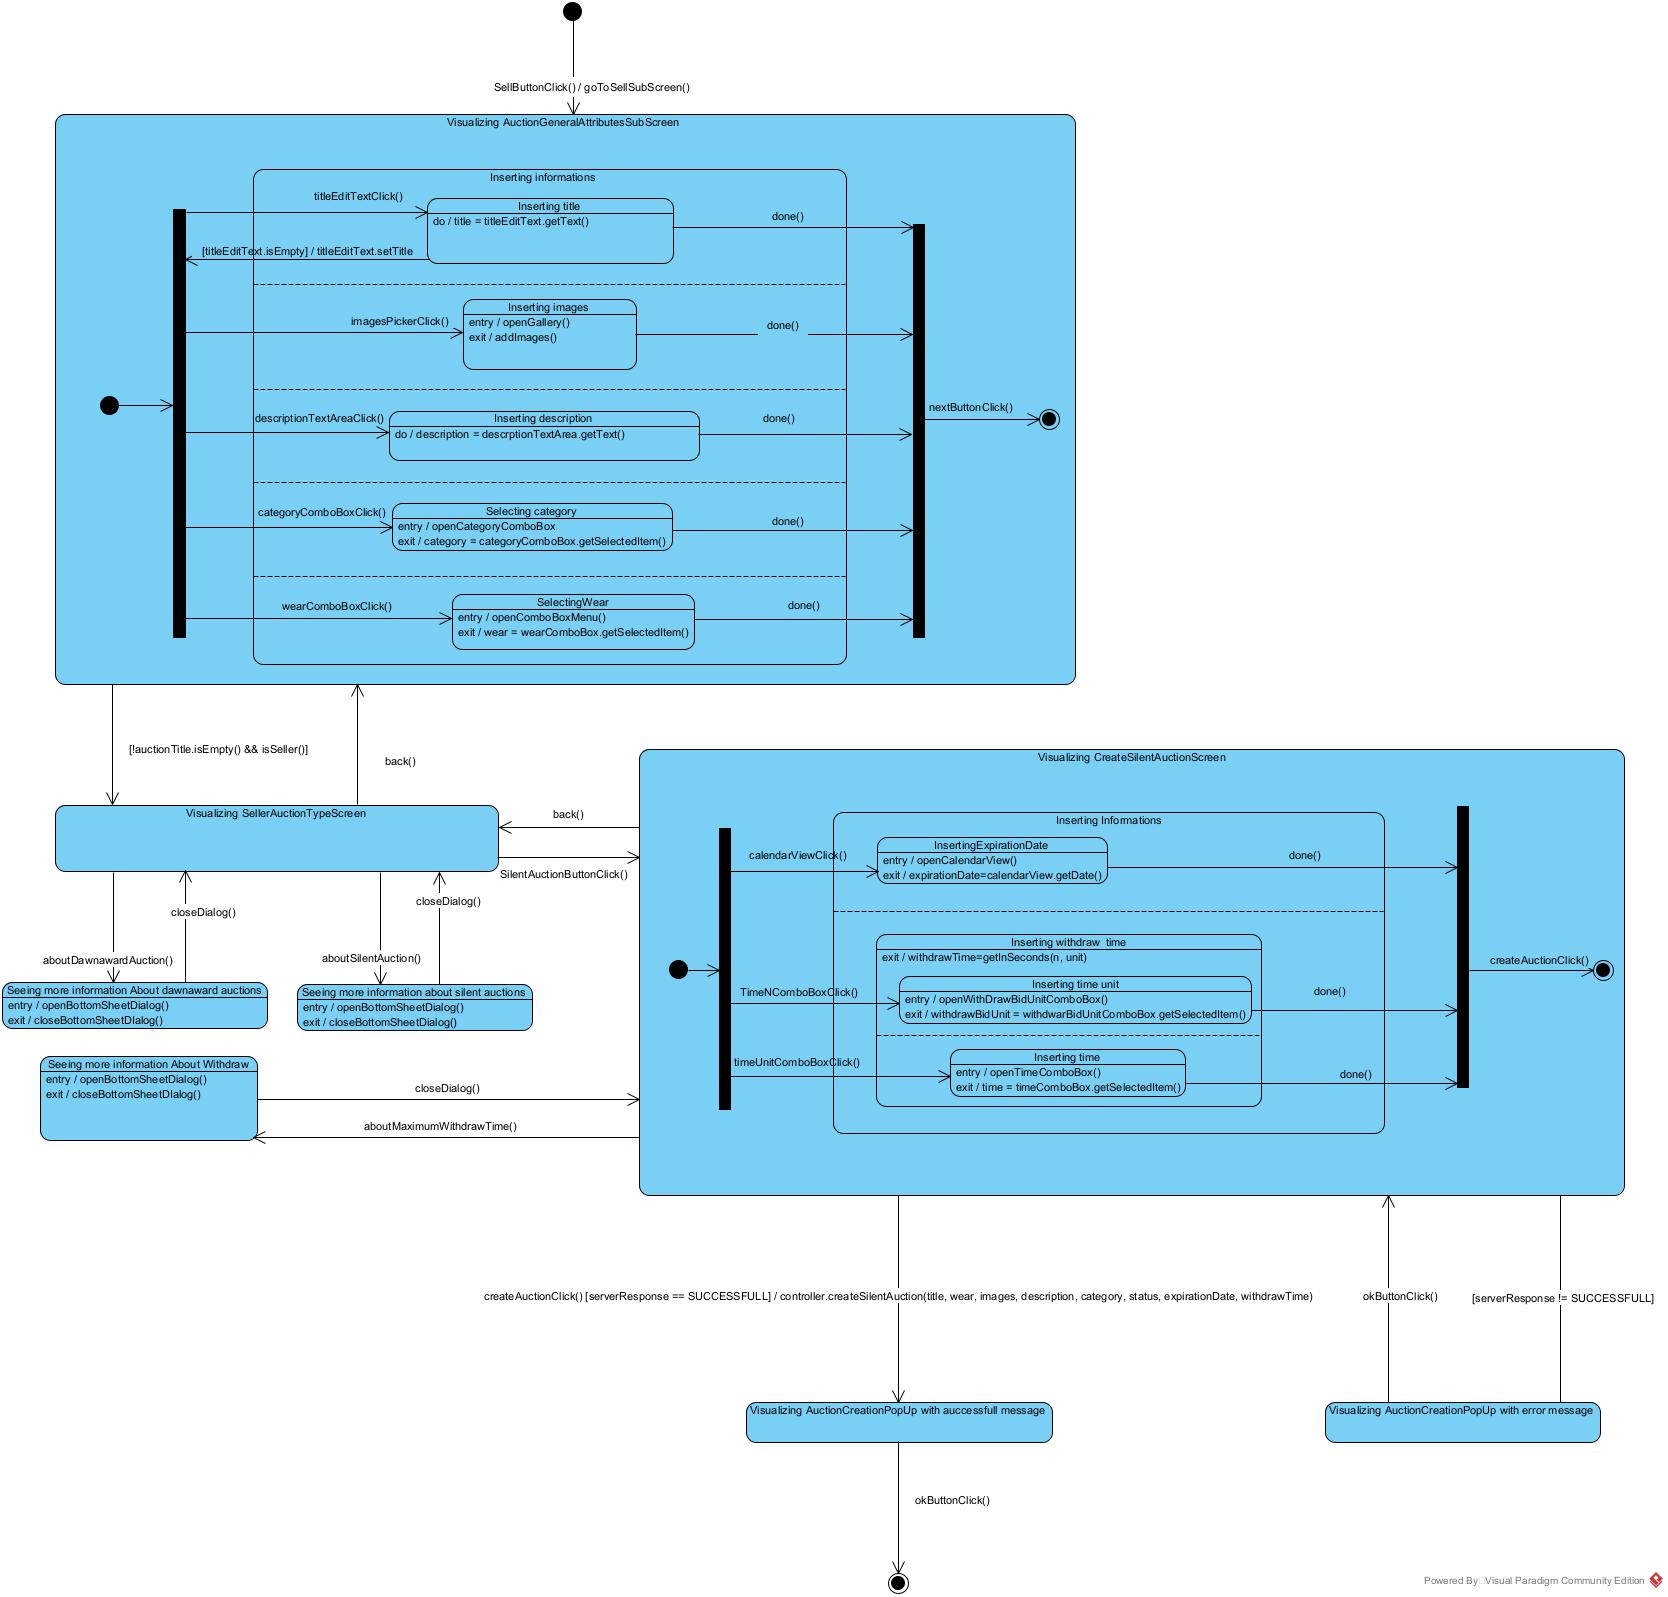 SellButtonClick() / goToSellSubScreen()
Visualizing AuctionGeneralAttributesSubScreen
Inserting informations
titleEditTextClick()
Inserting title
do / title = titleEditText.getText()
done()
[titleEditText.isEmpty] / titleEditText.setTitle
imagesPickerClick()
Inserting images
entry / openGallery()
exit / addImages()
done()
descriptionTextAreaClick()
Inserting description
do / description = descrptionTextArea.getText()
done()
nextButtonClick()
categoryComboBoxClick()
Selecting category
entry / openCategoryComboBox
exit / category = categoryComboBox.getSelectedItem()
done()
wearComboBoxClick()
SelectingWear
entry / openComboBoxMenu()
exit / wear = wearComboBox.getSelectedItem()
done()
[!auctionTitle.isEmpty() && isSeller()]
back()
Visualizing SellerAuctionTypeScreen
back()
SilentAuctionButtonClick()
closeDialog()
closeDialog()
aboutDawnawardAuction()
aboutSilentAuction()
Seeing more information About dawnaward auctions
entry / openBottomSheetDialog()
exit / closeBottomSheetDIalog()
Seeing more information about silent auctions
entry / openBottomSheetDialog()
exit / closeBottomSheetDialog()
Seeing more information About Withdraw
entry / openBottomSheetDialog()
exit / closeBottomSheetDIalog()
closeDialog()
aboutMaximumWithdrawTime()
Visualizing CreateSilentAuctionScreen
Inserting Informations
calendarViewClick()
InsertingExpirationDate
entry / openCalendarView()
exit / expirationDate=calendarView.getDate()
done()
Inserting withdraw time
exit / withdrawTime=getInSeconds(n, unit)
TimeNComboBoxClick()
Inserting time unit
entry / openWithDrawBidUnitComboBox()
exit / withdrawBidUnit = withdwarBidUnitComboBox.getSelectedItem()
done()
createAuctionClick()
timeUnitComboBoxClick()
Inserting time
entry / openTimeComboBox()
exit / time = timeComboBox.getSelectedItem()
done()
createAuctionClick() [serverResponse == SUCCESSFULL] / controller.createSilentAuction(title, wear, images, description, category, status, expirationDate, withdrawTime)
okButtonClick()
[serverResponse != SUCCESSFULL]
Visualizing AuctionCreationPopUp with auccessfull message
Visualizing AuctionCreationPopUp with error message
okButtonClick()
Powered By Visual Paradigm Community Edition